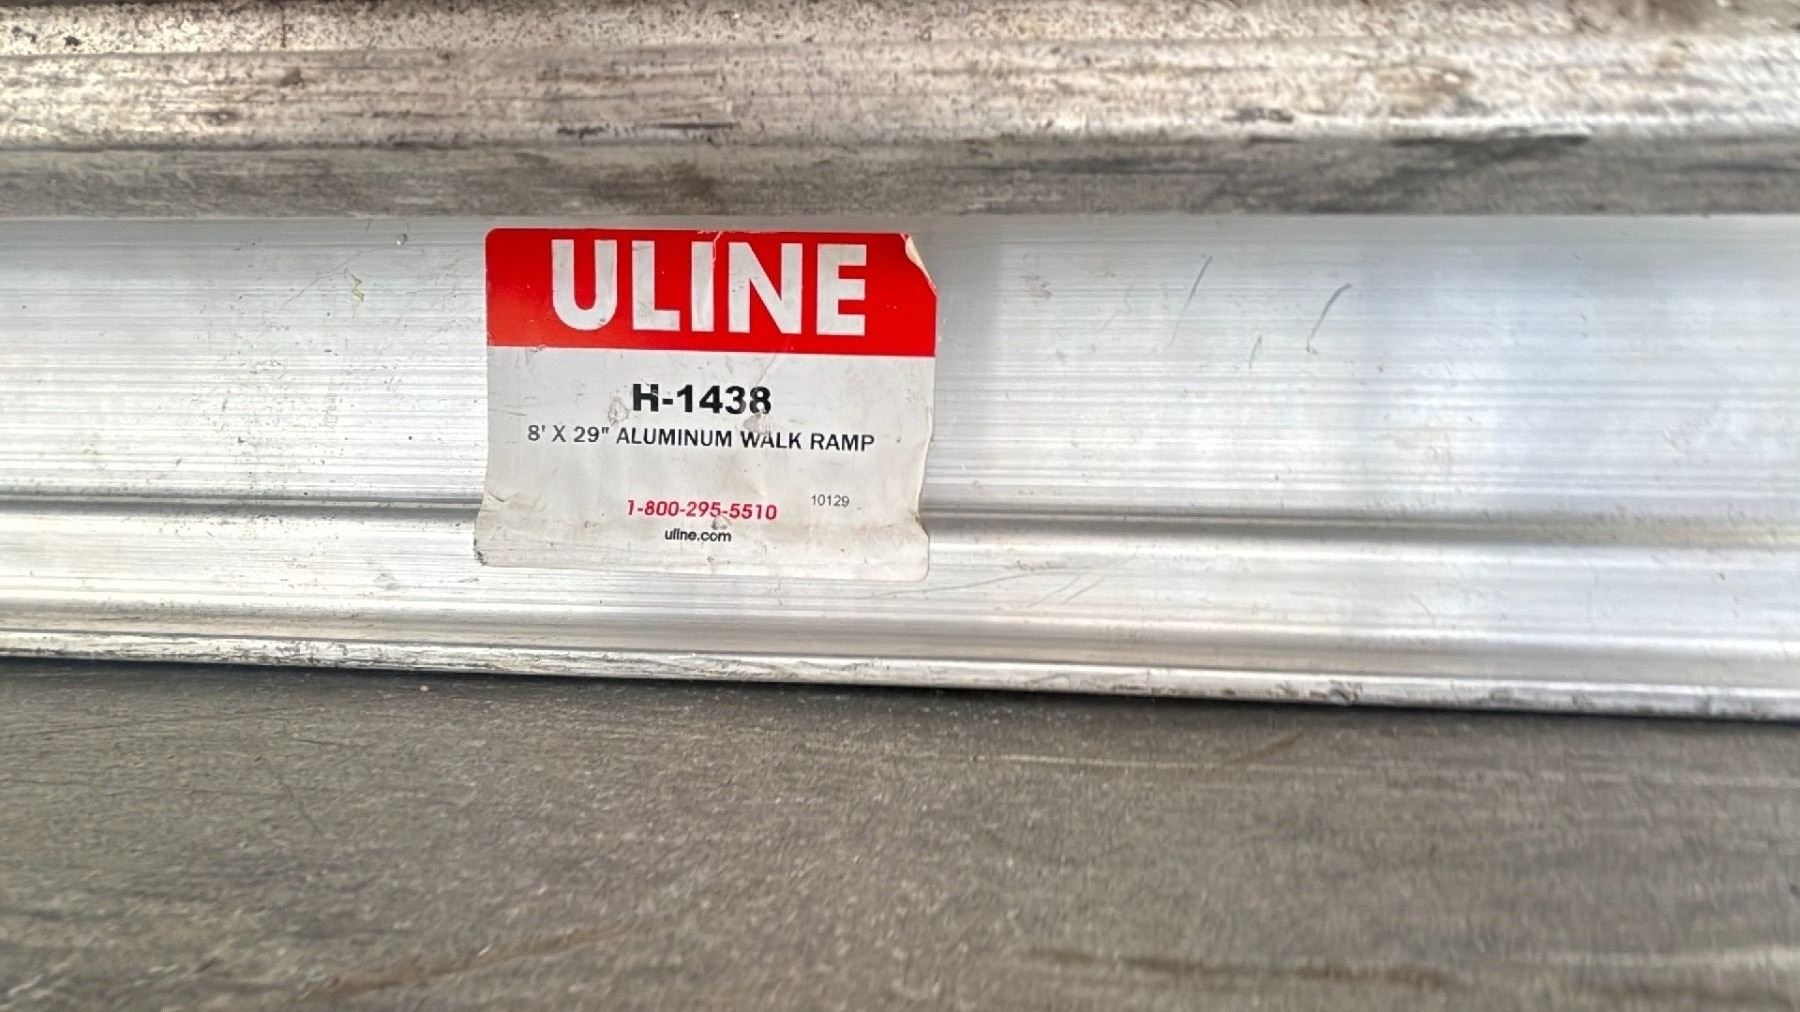 ULINE
H-1438
8' X 29" ALUMINUM WALK RAMP
1-800-295-5510 10129
uline.com